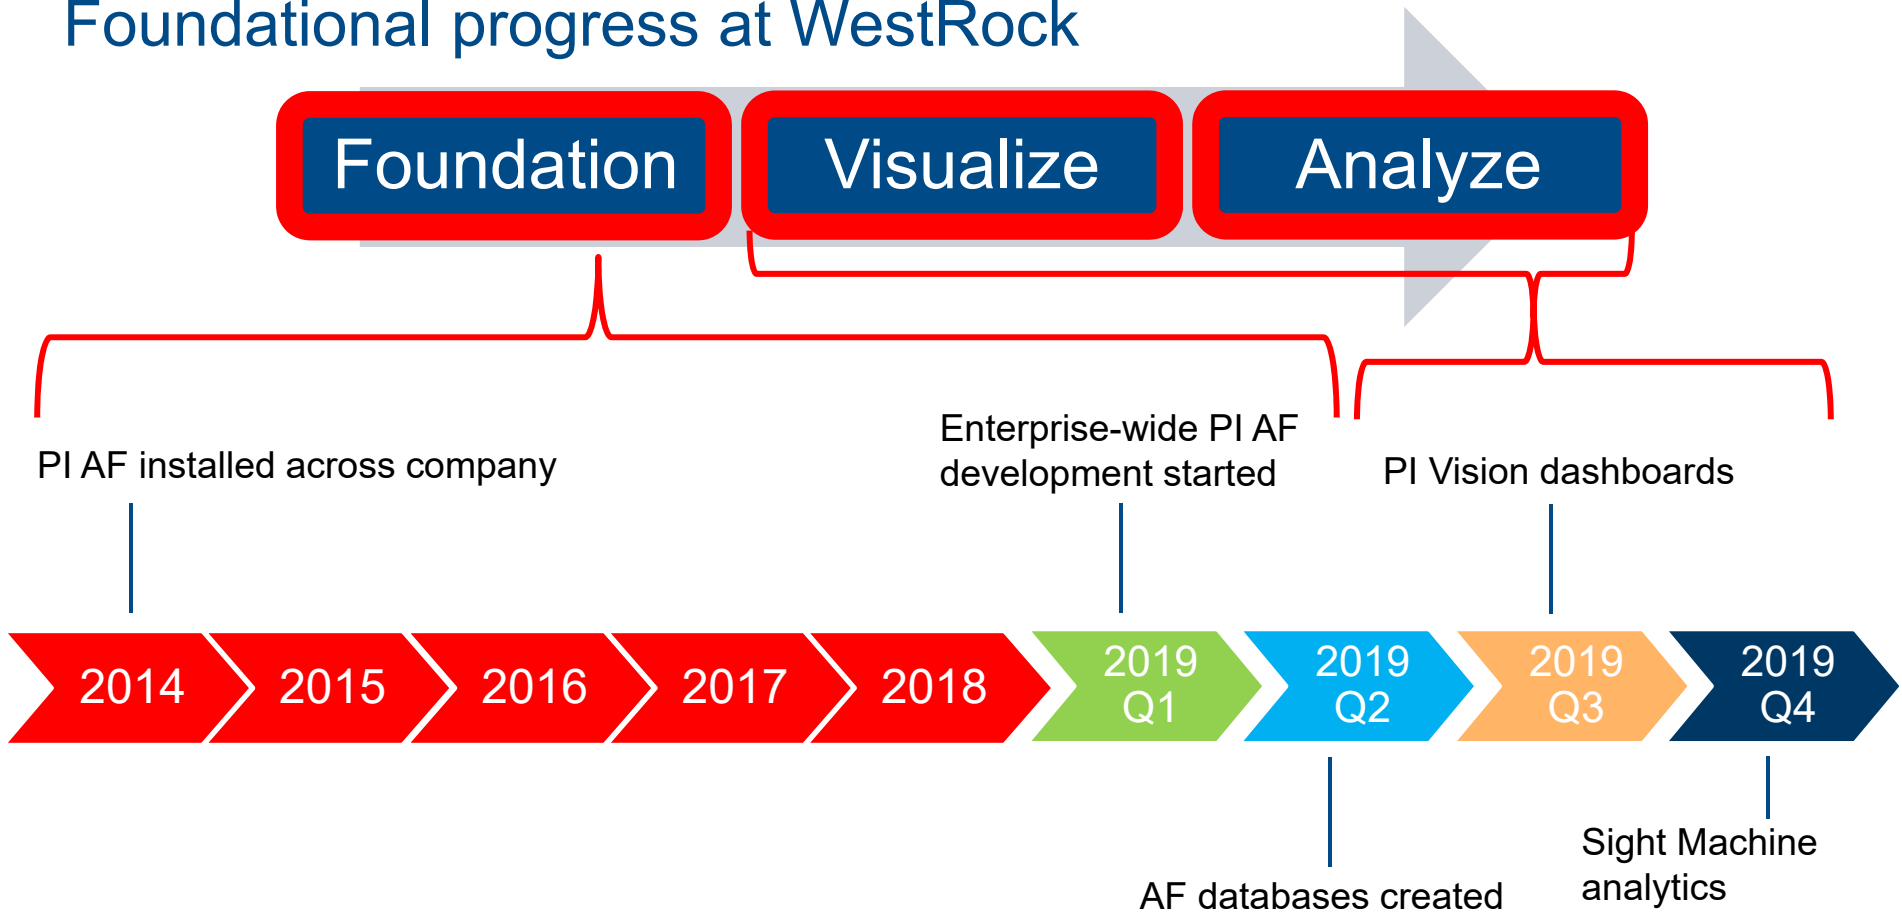 Foundational progress at WestRock
Foundation
Visualize
Analyze
Enterprise-wide PI AF
development started
PI AF installed across company
PI Vision dashboards
2014
2015
2016
2017
2018
2019
Q1
2019
Q2
2019
Q3
2019
Q4
AF databases created
Sight Machine
analytics